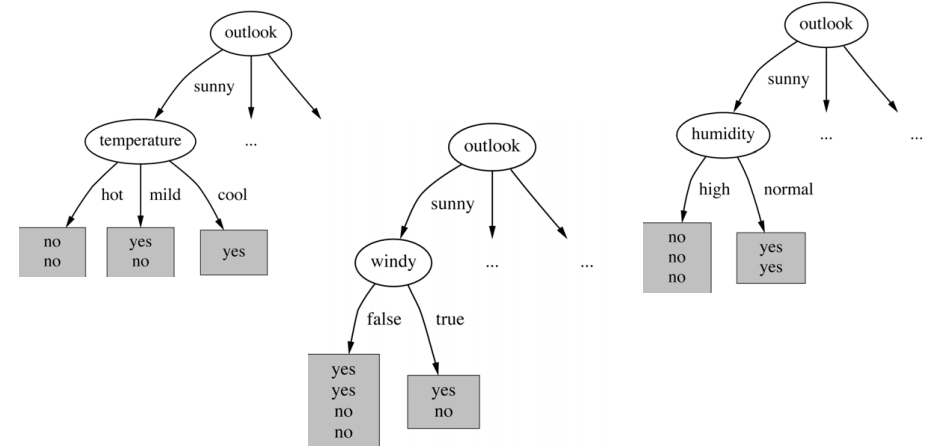 outlook
sunny
temperature
...
hot mild cool
no
no
yes
no
yes
outlook
sunny
windy
...
...
false true
yes
yes
no
no
yes
no
outlook
sunny
humidity
...
...
high normal
no
no
no
yes
yes